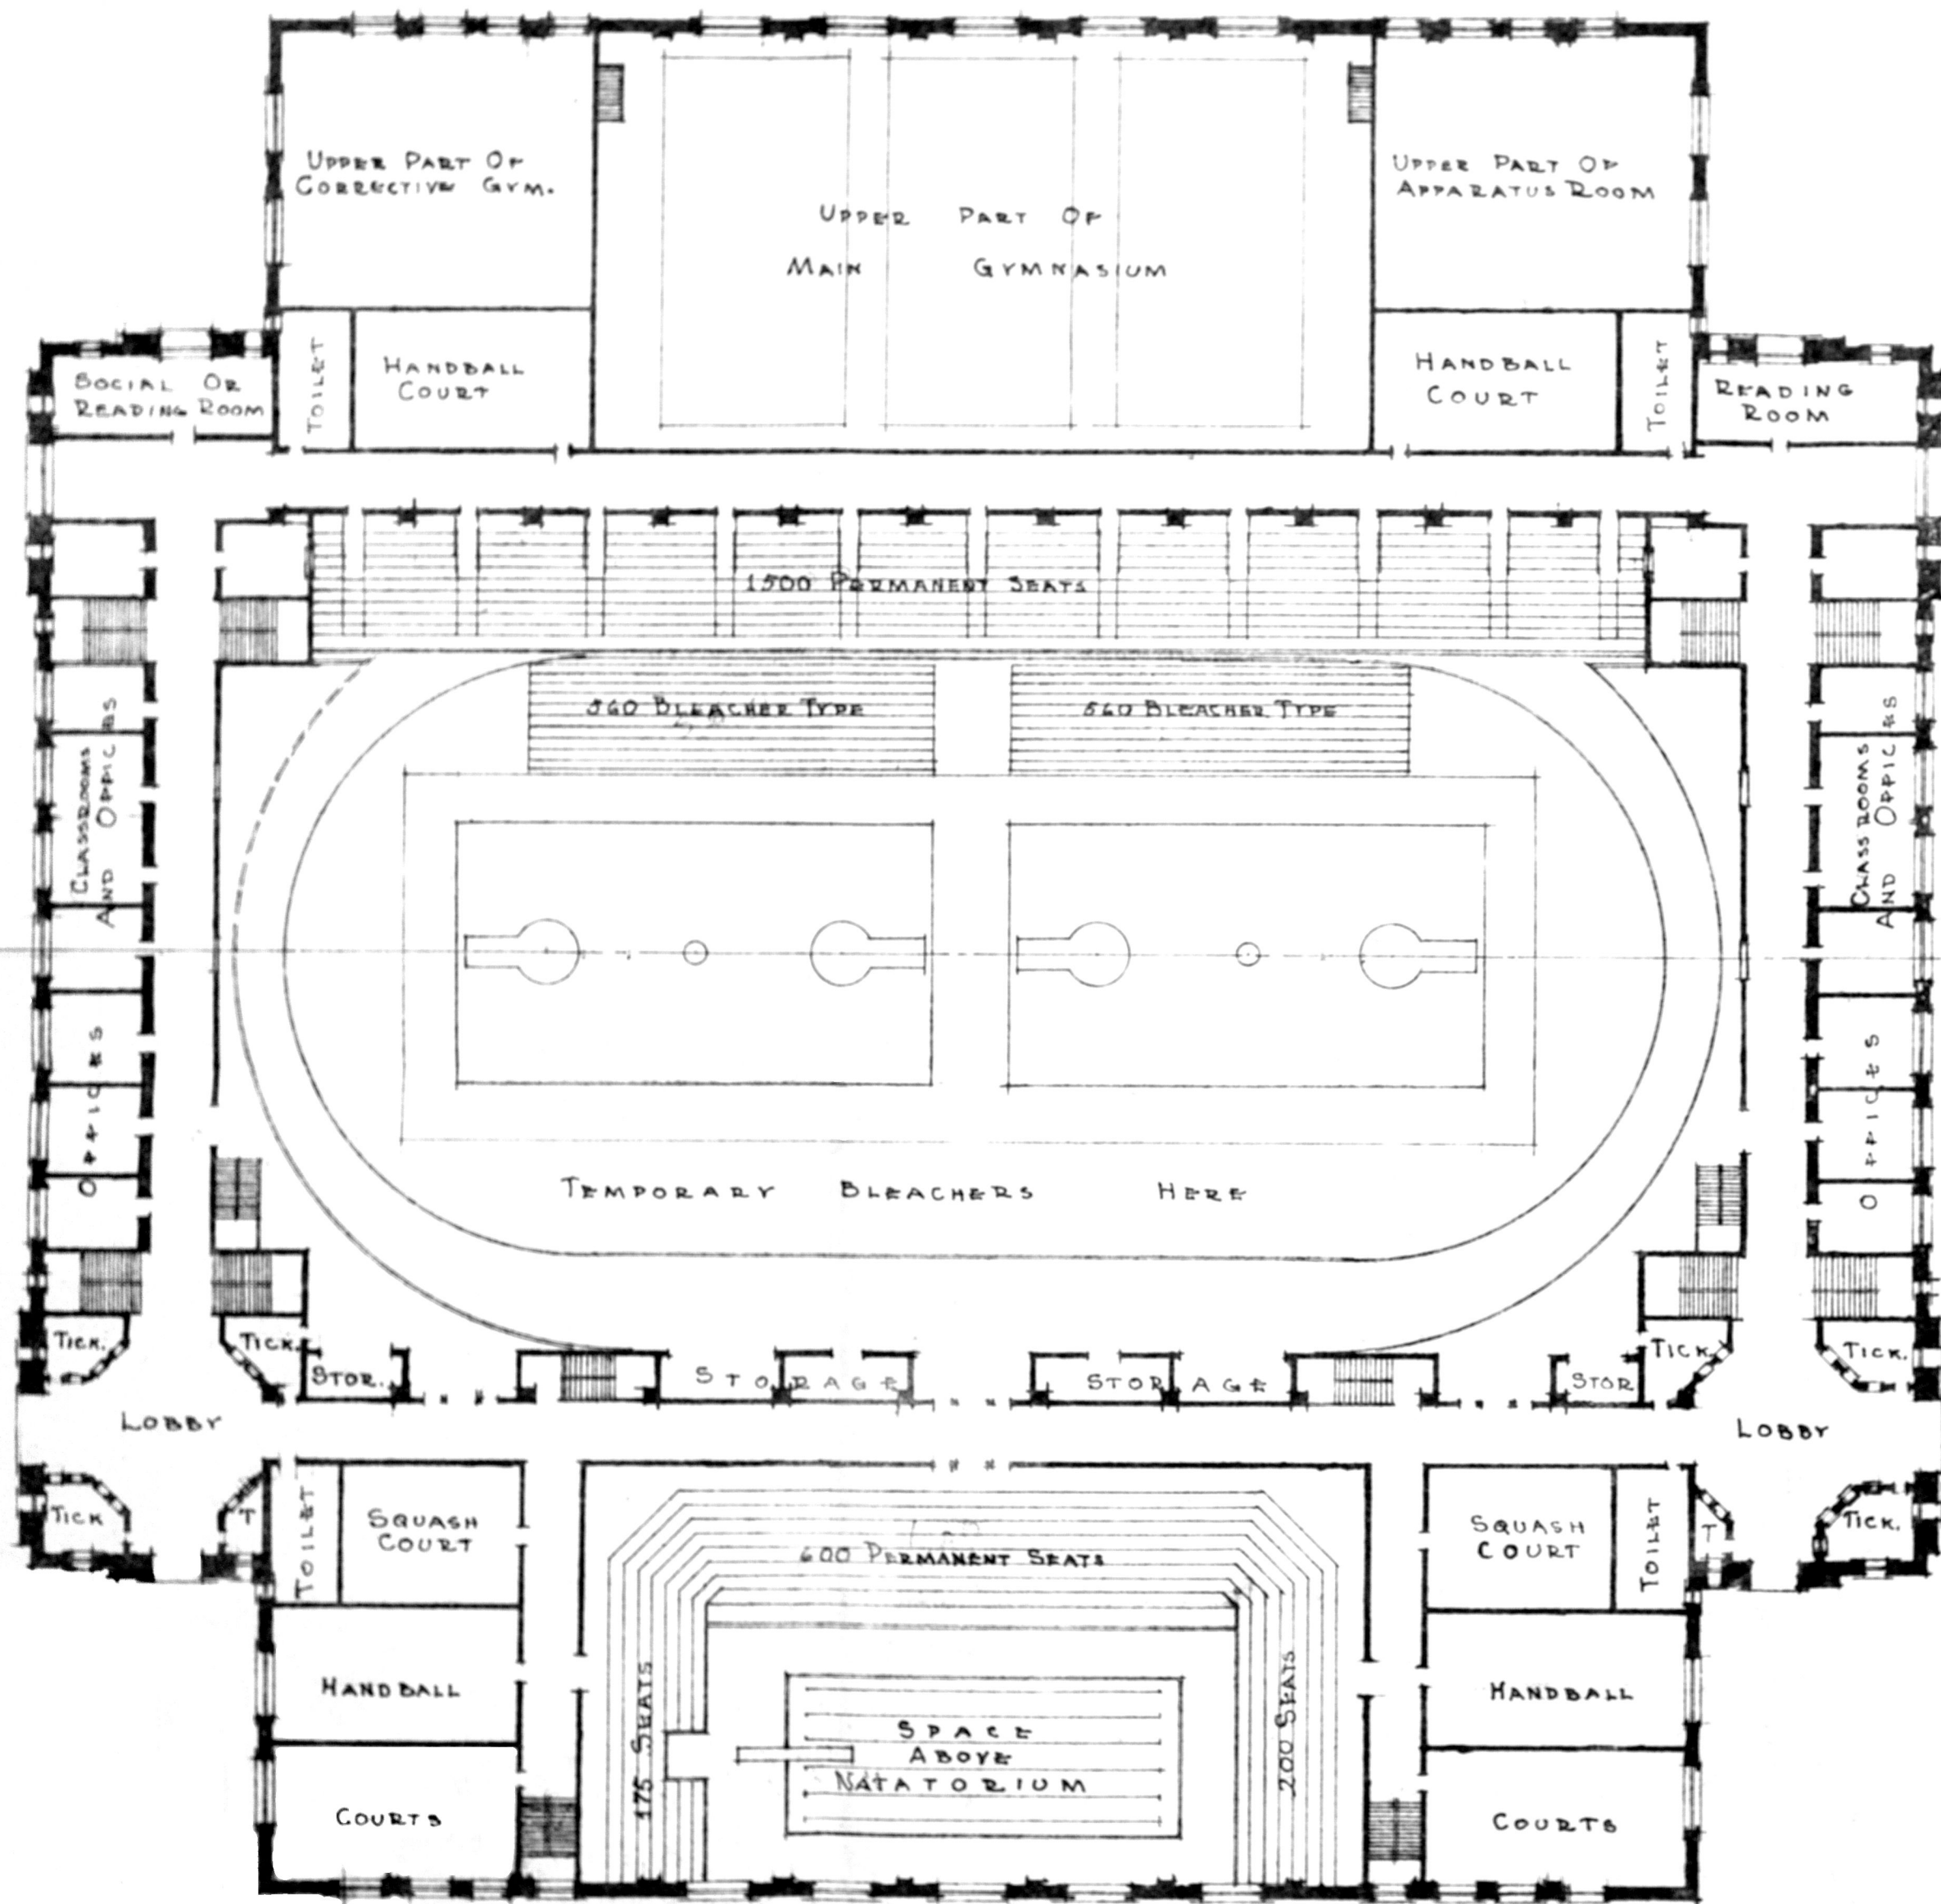 UPPER PART OF
CORRECTIVE GYM.
UPPER PART OF
MAIN GYMNASIUM
UPPER PART OF
APPARATUS ROOM
SOCIAL OR
READING ROOM
TOILET
HANDBALL
COURT
HANDBALL
COURT
TOILET
READING
ROOM
1500 PERMANENT SEATS
560 BLEACHER TYPE
560 BLEACHER TYPE
CLASSROOMS
AND OFFICES
CLASSROOMS
AND OFFICES
OFFICES
OFFICES
TEMPORARY BLEACHERS HERE
TICK.
TICK.
STOR.
STORAGE
STORAGE
STOR
TICK
TICK.
LOBBY
LOBBY
TICK
T
TOILET
SQUASH
COURT
600 PERMANENT SEATS
SQUASH
COURT
TOILET
T
TICK.
HANDBALL
COURTS
175 SEATS
SPACE
ABOVE
NATATORIUM
200 SEATS
HANDBALL
COURTS